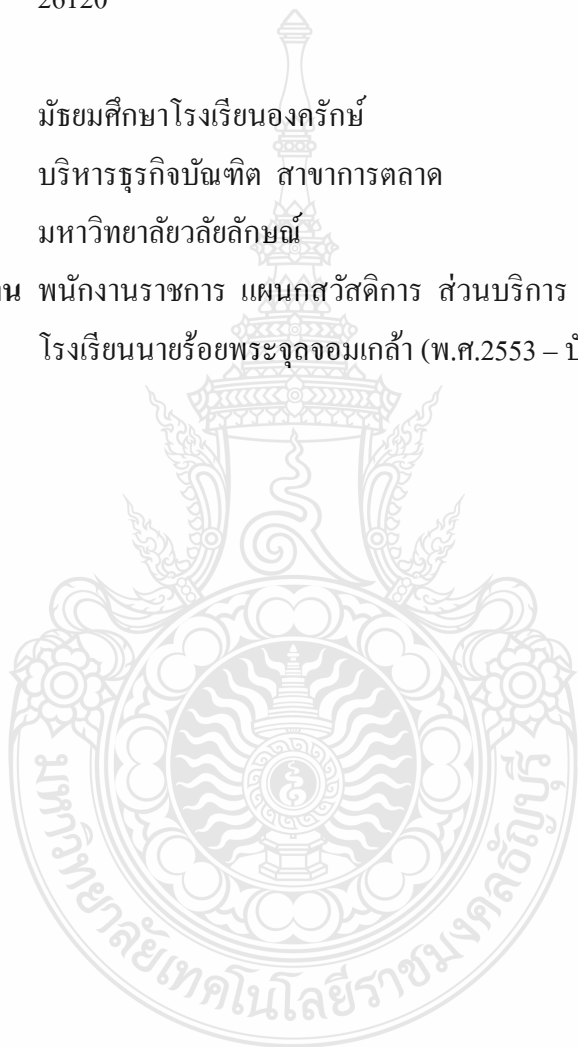 26120
มัธยมศึกษาโรงเรียนองครักษ์
บริหารธุรกิจบัณฑิต สาขาการตลาด
มหาวิทยาลัยวลัยลักษณ์
พนักงานราชการ แผนกสวัสดิการ ส่วนบริการ
โรงเรียนนายร้อยพระจุลจอมเกล้า (พ.ศ.2553 –
มหาวิทยาลัยเทคโนโลยีราชมงคลธัญบุรี